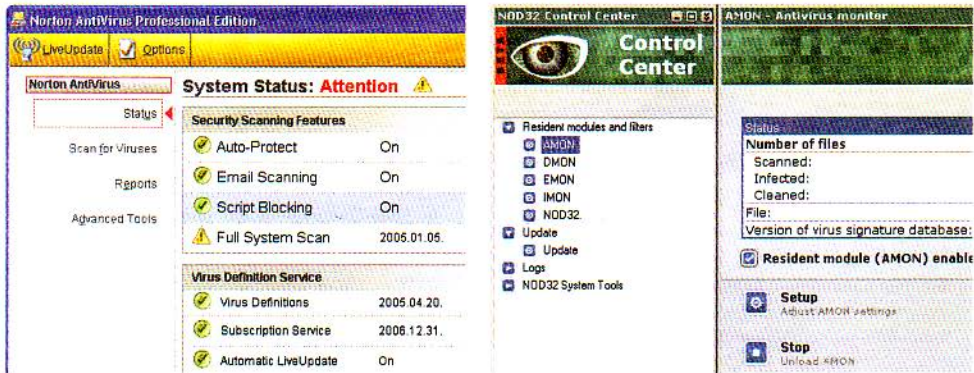 Norton AntiVirus Professional Edition
LiveUpdate Options
Norton AntiVirus
Status
Scan for Viruses
Reports
Advanced Tools
System Status: Attention
Security Scanning Features
Auto-Protect On
Email Scanning On
Script Blocking On
Full System Scan 2005.01.05.
Virus Definition Service
Virus Definitions 2005.04.20.
Subscription Service 2006.12.31.
Automatic LiveUpdate On
NOD32 Control Center
Control
Center
Resident modules and filters
AMON
DMON
EMON
IMON
NOD32
Update
Update
Logs
NOD32 System Tools
AMON - Antivirus monitor
Status
Number of files
Scanned:
Infected:
Cleaned:
File:
Version of virus signature database:
Resident module (AMON) enable
Setup
Adjust AMON settings
Stop
Unload AMON